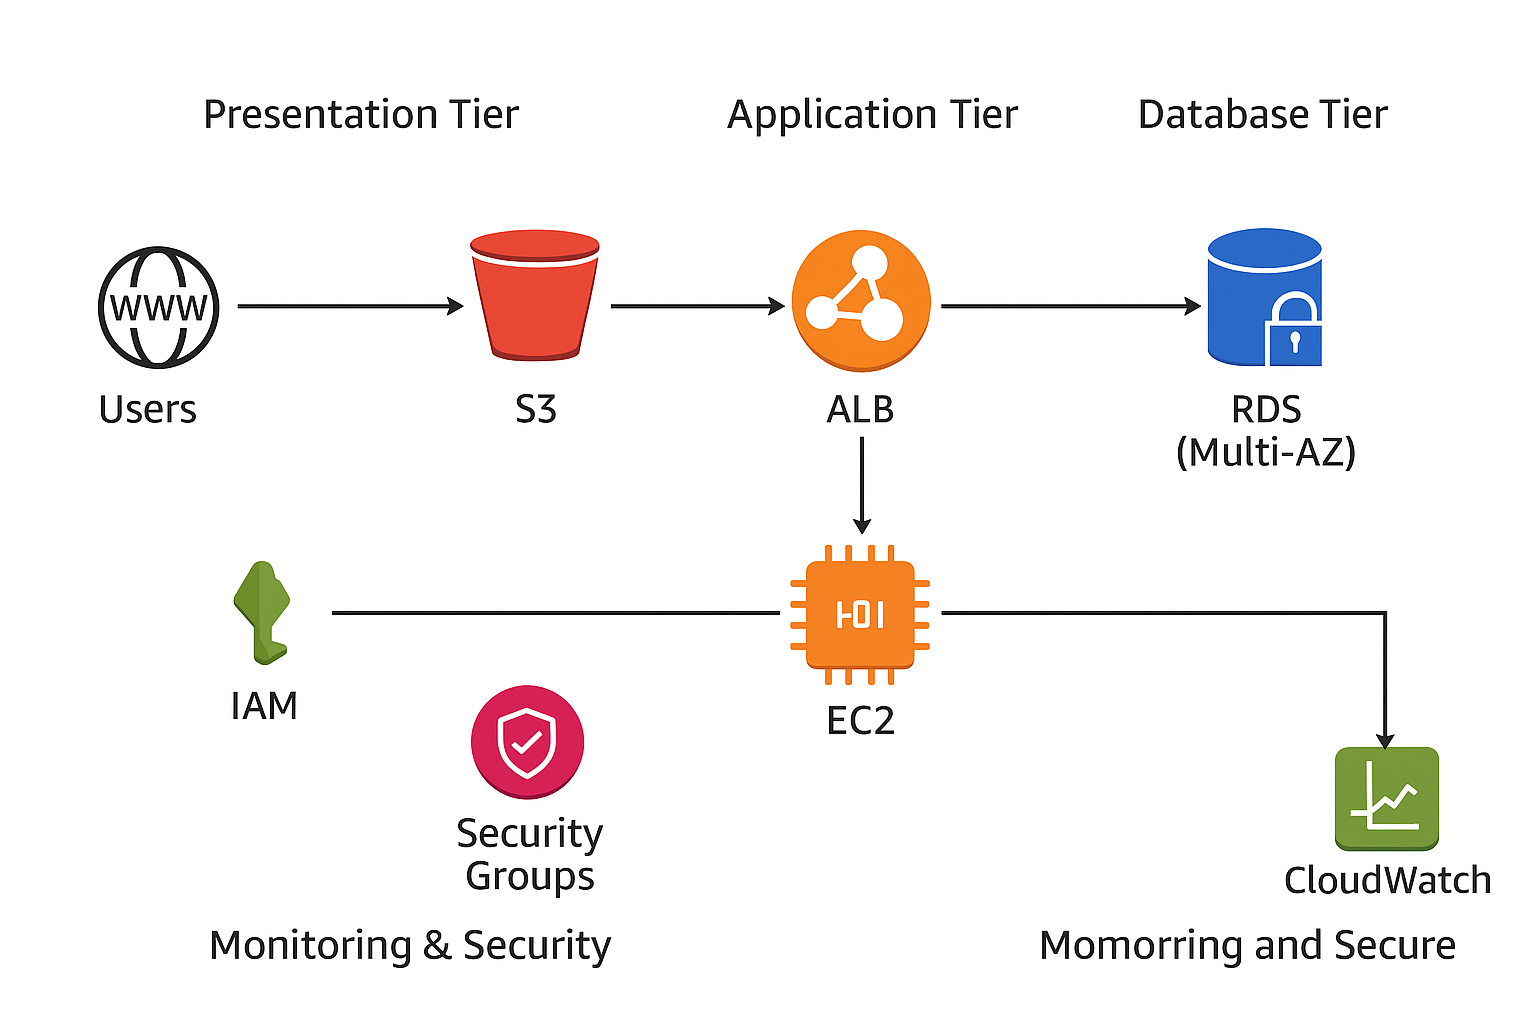 Presentation Tier
Application Tier
Database Tier
WWW
Users
S3
ALB
RDS
(Multi-AZ)
IAM
EC2
Security
Groups
CloudWatch
Monitoring & Security
Momorring and Secure